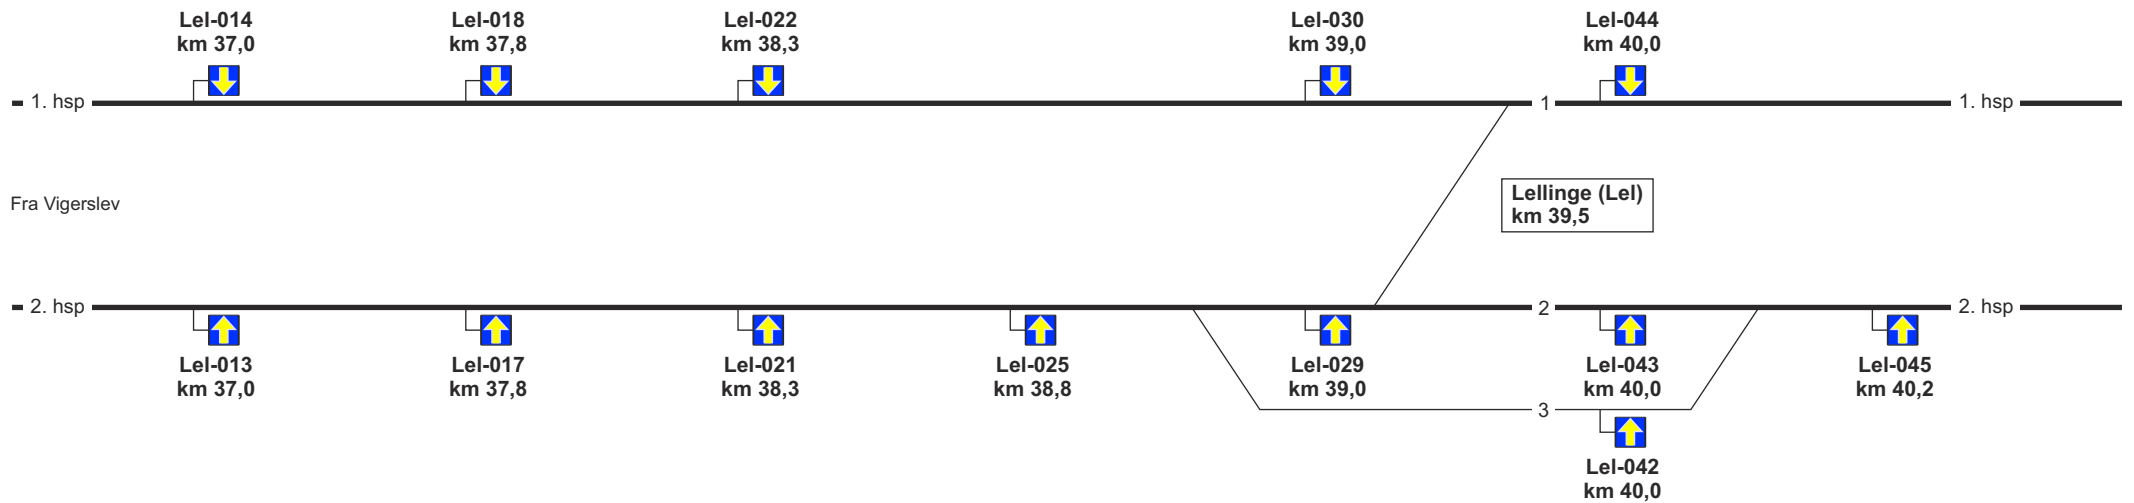 Lel-014
km 37,0
Lel-018
km 37,8
Lel-022
km 38,3
Lel-030
km 39,0
Lel-044
km 40,0
1. hsp
1
1. hsp
Fra Vigerslev
Lellinge (Lel)
km 39,5
2. hsp
2
2. hsp
Lel-013
km 37,0
Lel-017
km 37,8
Lel-021
km 38,3
Lel-025
km 38,8
Lel-029
km 39,0
Lel-043
km 40,0
Lel-045
km 40,2
3
Lel-042
km 40,0